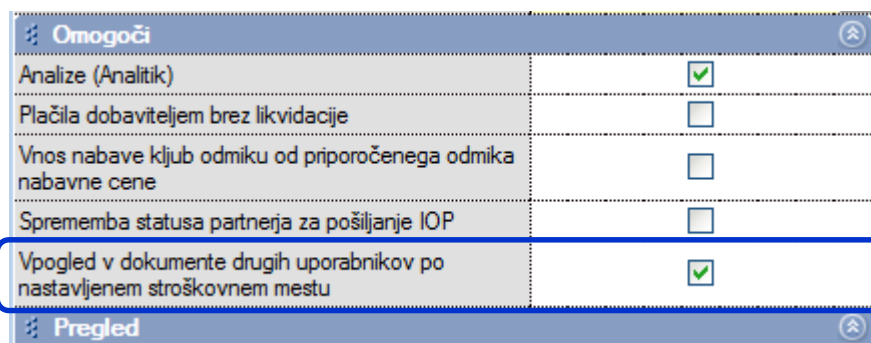 Omogoči
Analize (Analitik)
Plačila dobaviteljem brez likvidacije
Vnos nabave kljub odmiku od priporočenega odmika
nabavne cene
Sprememba statusa partnerja za pošiljanje IOP
Vpogled v dokumente drugih uporabnikov po
nastavljenem stroškovnem mestu
Pregled